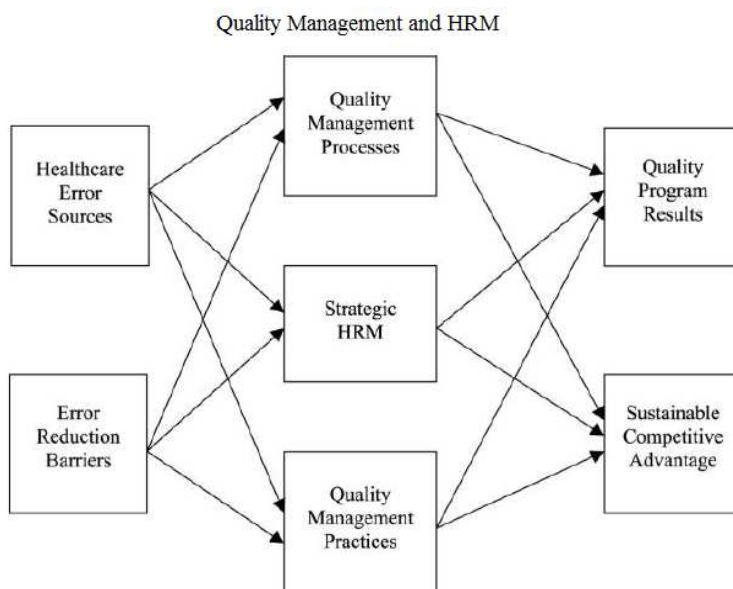 Quality Management and HRM
Healthcare
Error
Sources
Error
Reduction
Barriers
Quality
Management
Processes
Strategic
HRM
Quality
Management
Practices
Quality
Program
Results
Sustainable
Competitive
Advantage